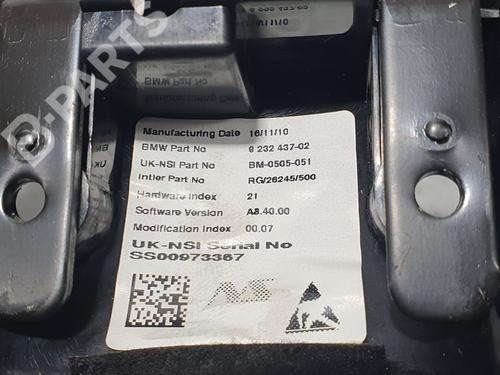 B-PARTS
BMW Part No
Manufacturing Date 16/11/10
BMW Part No 9 232 437-02
UK-NSI Part No BM-0505-051
Intier Part No RG/26245/500
Hardware Index 21
Software Version A8.40.00
Modification Index 00.07
UK-NSI Serial No
SS00973367
NS